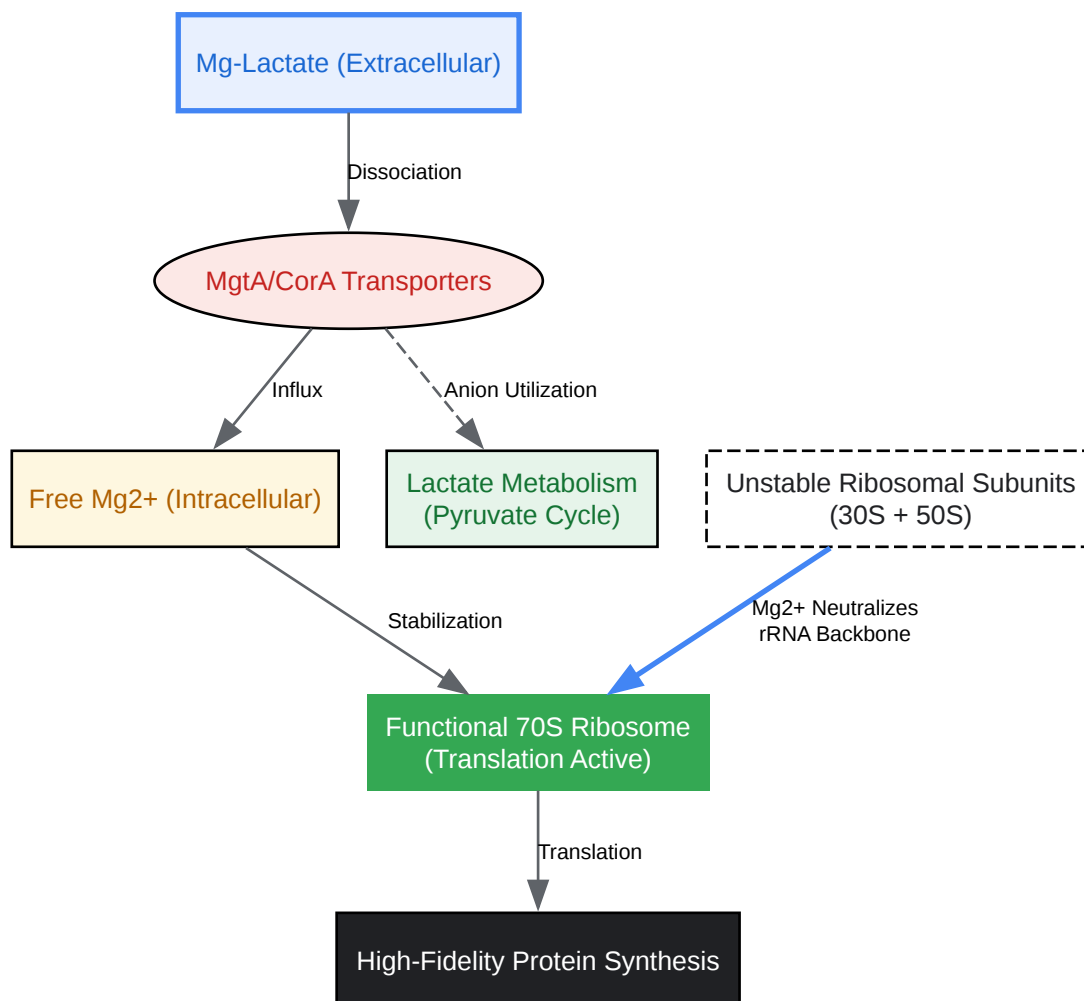 Mg-Lactate (Extracellular)
Dissociation
MgtA/CorA Transporters
Influx
Anion Utilization
Free Mg2+ (Intracellular)
Lactate Metabolism
(Pyruvate Cycle)
Unstable Ribosomal Subunits
(30S + 50S)
Mg2+ Neutralizes
rRNA Backbone
Stabilization
Functional 70S Ribosome
(Translation Active)
Translation
High-Fidelity Protein Synthesis